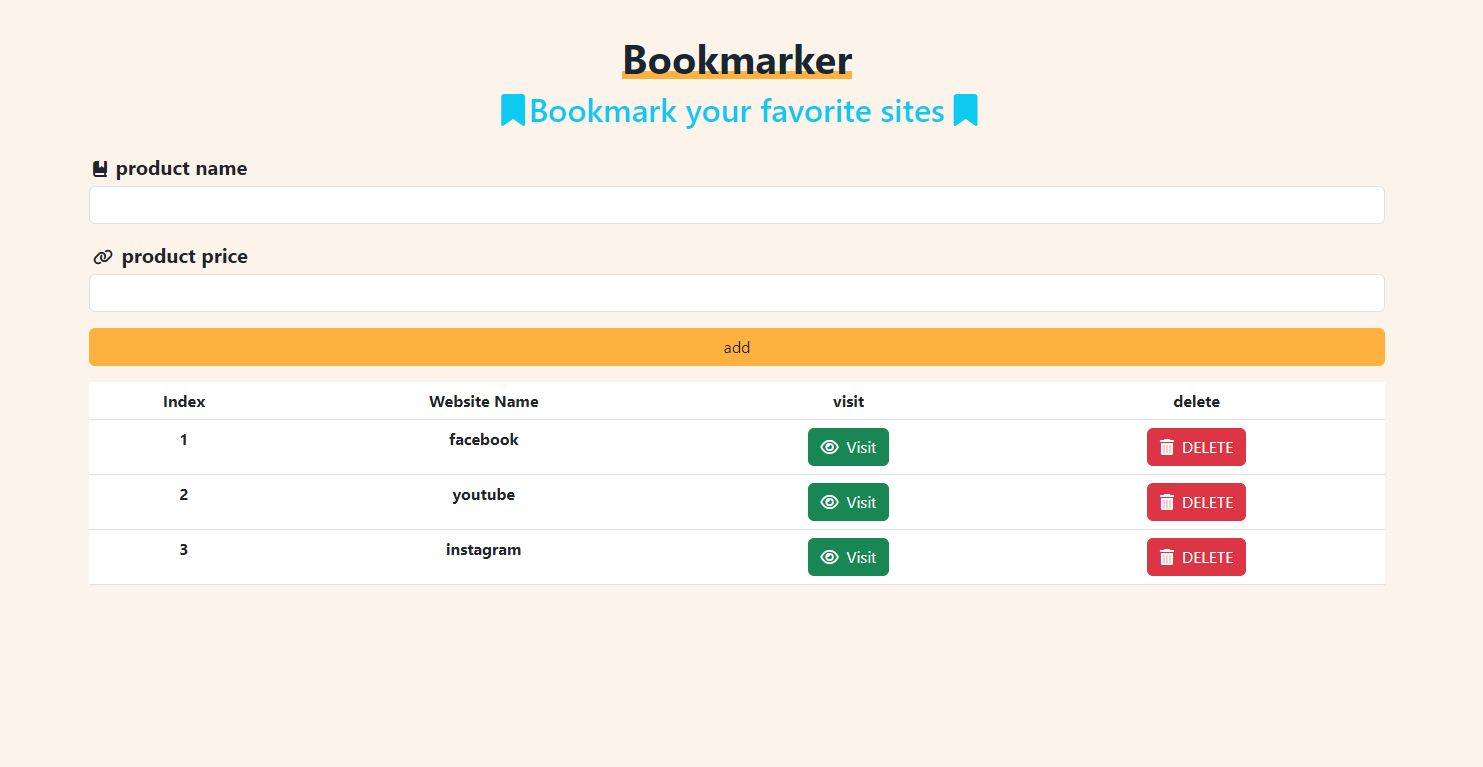 Bookmarker
Bookmark your favorite sites
product name
product price
add
Index Website Name visit delete
1 facebook Visit DELETE
2 youtube Visit DELETE
3 instagram Visit DELETE